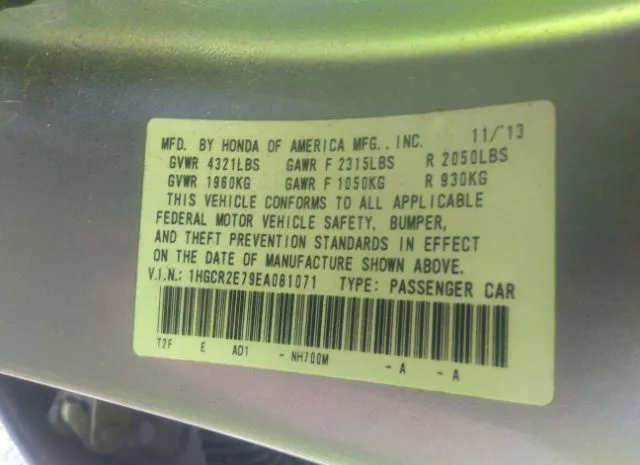 MFD. BY HONDA OF AMERICA MFG., INC. 11/'13
GVWR 4321LBS GAWR F 2315LBS R 2050LBS
GVWR 1960KG GAWR F 1050KG R 930KG
THIS VEHICLE CONFORMS TO ALL APPLICABLE
FEDERAL MOTOR VEHICLE SAFETY, BUMPER,
AND THEFT PREVENTION STANDARDS IN EFFECT
ON THE DATE OF MANUFACTURE SHOWN ABOVE.
V.I.N.: 1HGCR2E79EA081071 TYPE: PASSENGER CAR
T2F E AD1 - NH700M - A - A